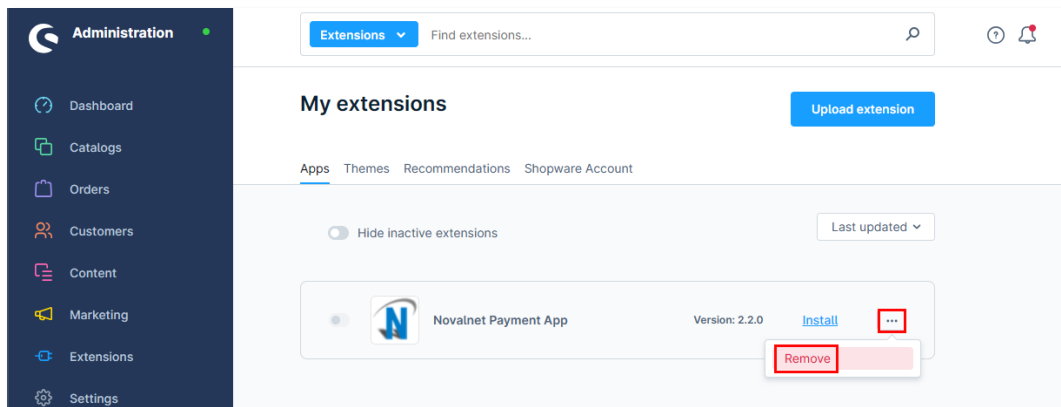 Administration
Extensions
Find extensions...
Dashboard
Catalogs
Orders
Customers
Content
Marketing
Extensions
Settings
My extensions
Upload extension
Apps Themes Recommendations Shopware Account
Hide inactive extensions
Last updated
Novalnet Payment App
Version: 2.2.0
Install
Remove